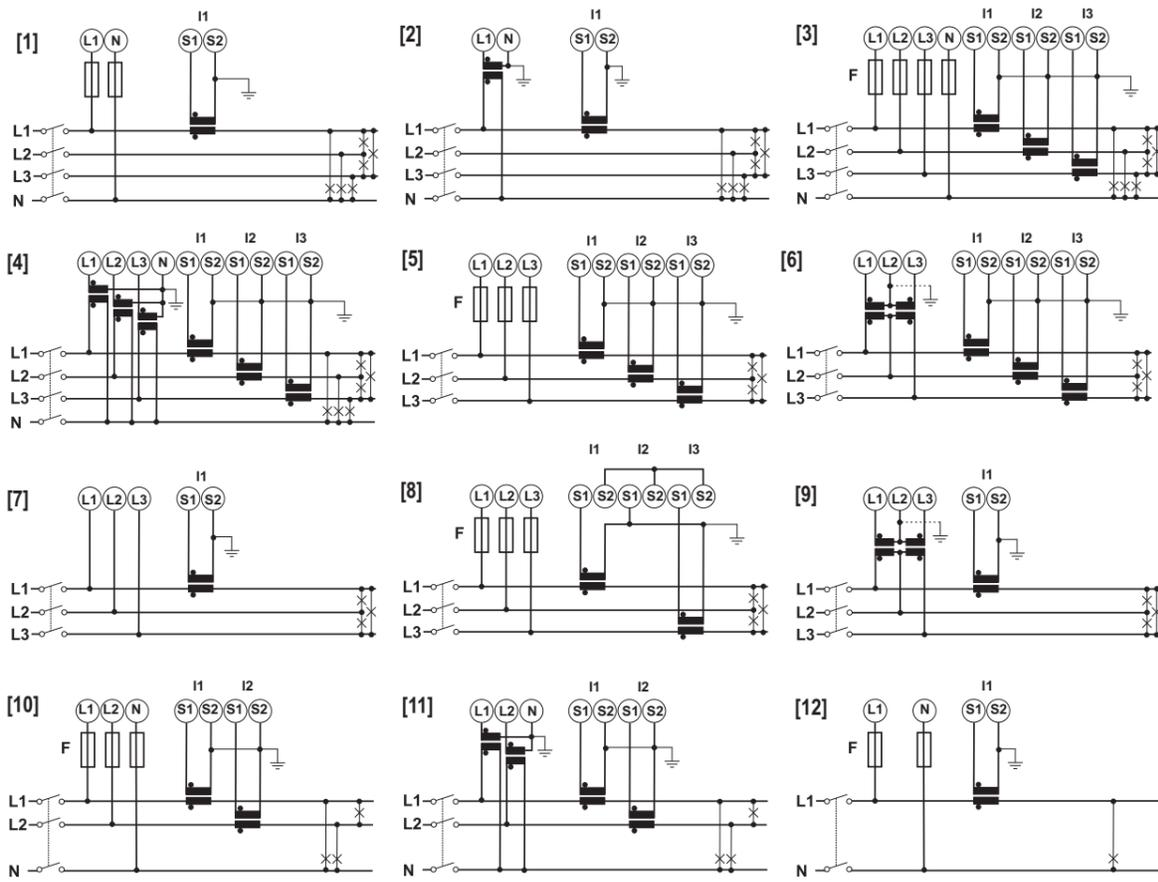 [1] L1 N I1 S1 S2
L1
L2
L3
N
[2] L1 N I1 S1 S2
L1
L2
L3
N
[3] L1 L2 L3 N I1 S1 S2 I2 S1 S2 I3 S1 S2
F
L1
L2
L3
N
[4] L1 L2 L3 N I1 S1 S2 I2 S1 S2 I3 S1 S2
L1
L2
L3
N
[5] L1 L2 L3 I1 S1 S2 I2 S1 S2 I3 S1 S2
F
L1
L2
L3
[6] L1 L2 L3 I1 S1 S2 I2 S1 S2 I3 S1 S2
L1
L2
L3
[7] L1 L2 L3 I1 S1 S2
L1
L2
L3
[8] L1 L2 L3 I1 S1 S2 I2 S1 S2 I3 S1 S2
F
L1
L2
L3
[9] L1 L2 L3 I1 S1 S2
L1
L2
L3
[10] L1 L2 N I1 S1 S2 I2 S1 S2
F
L1
L2
N
[11] L1 L2 N I1 S1 S2 I2 S1 S2
L1
L2
N
[12] L1 N I1 S1 S2
F
L1
N